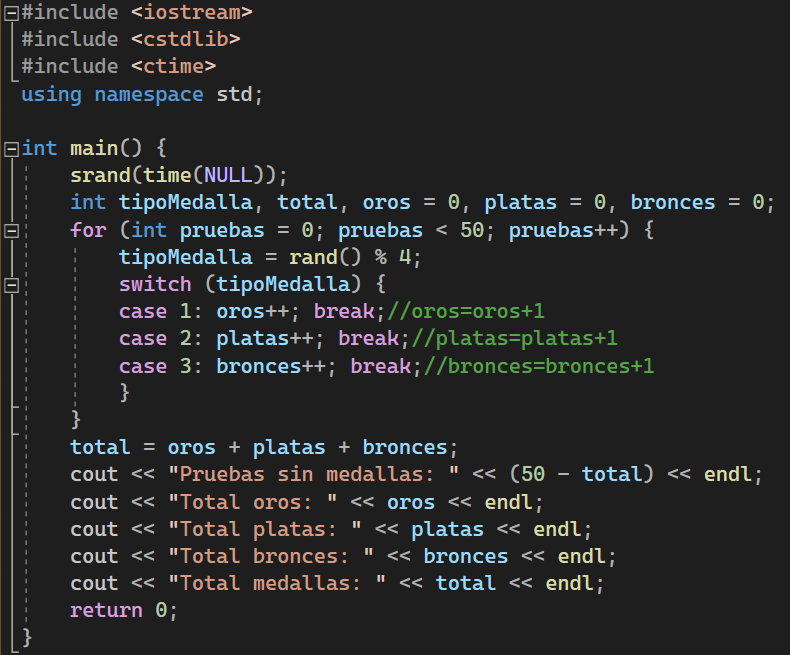 #include <iostream>
#include <cstdlib>
#include <ctime>
using namespace std;

int main() {
    srand(time(NULL));
    int tipoMedalla, total, oros = 0, platas = 0, bronces = 0;
    for (int pruebas = 0; pruebas < 50; pruebas++) {
        tipoMedalla = rand() % 4;
        switch (tipoMedalla) {
        case 1: oros++; break;//oros=oros+1
        case 2: platas++; break;//platas=platas+1
        case 3: bronces++; break;//bronces=bronces+1
        }
    }
    total = oros + platas + bronces;
    cout << "Pruebas sin medallas: " << (50 - total) << endl;
    cout << "Total oros: " << oros << endl;
    cout << "Total platas: " << platas << endl;
    cout << "Total bronces: " << bronces << endl;
    cout << "Total medallas: " << total << endl;
    return 0;
}